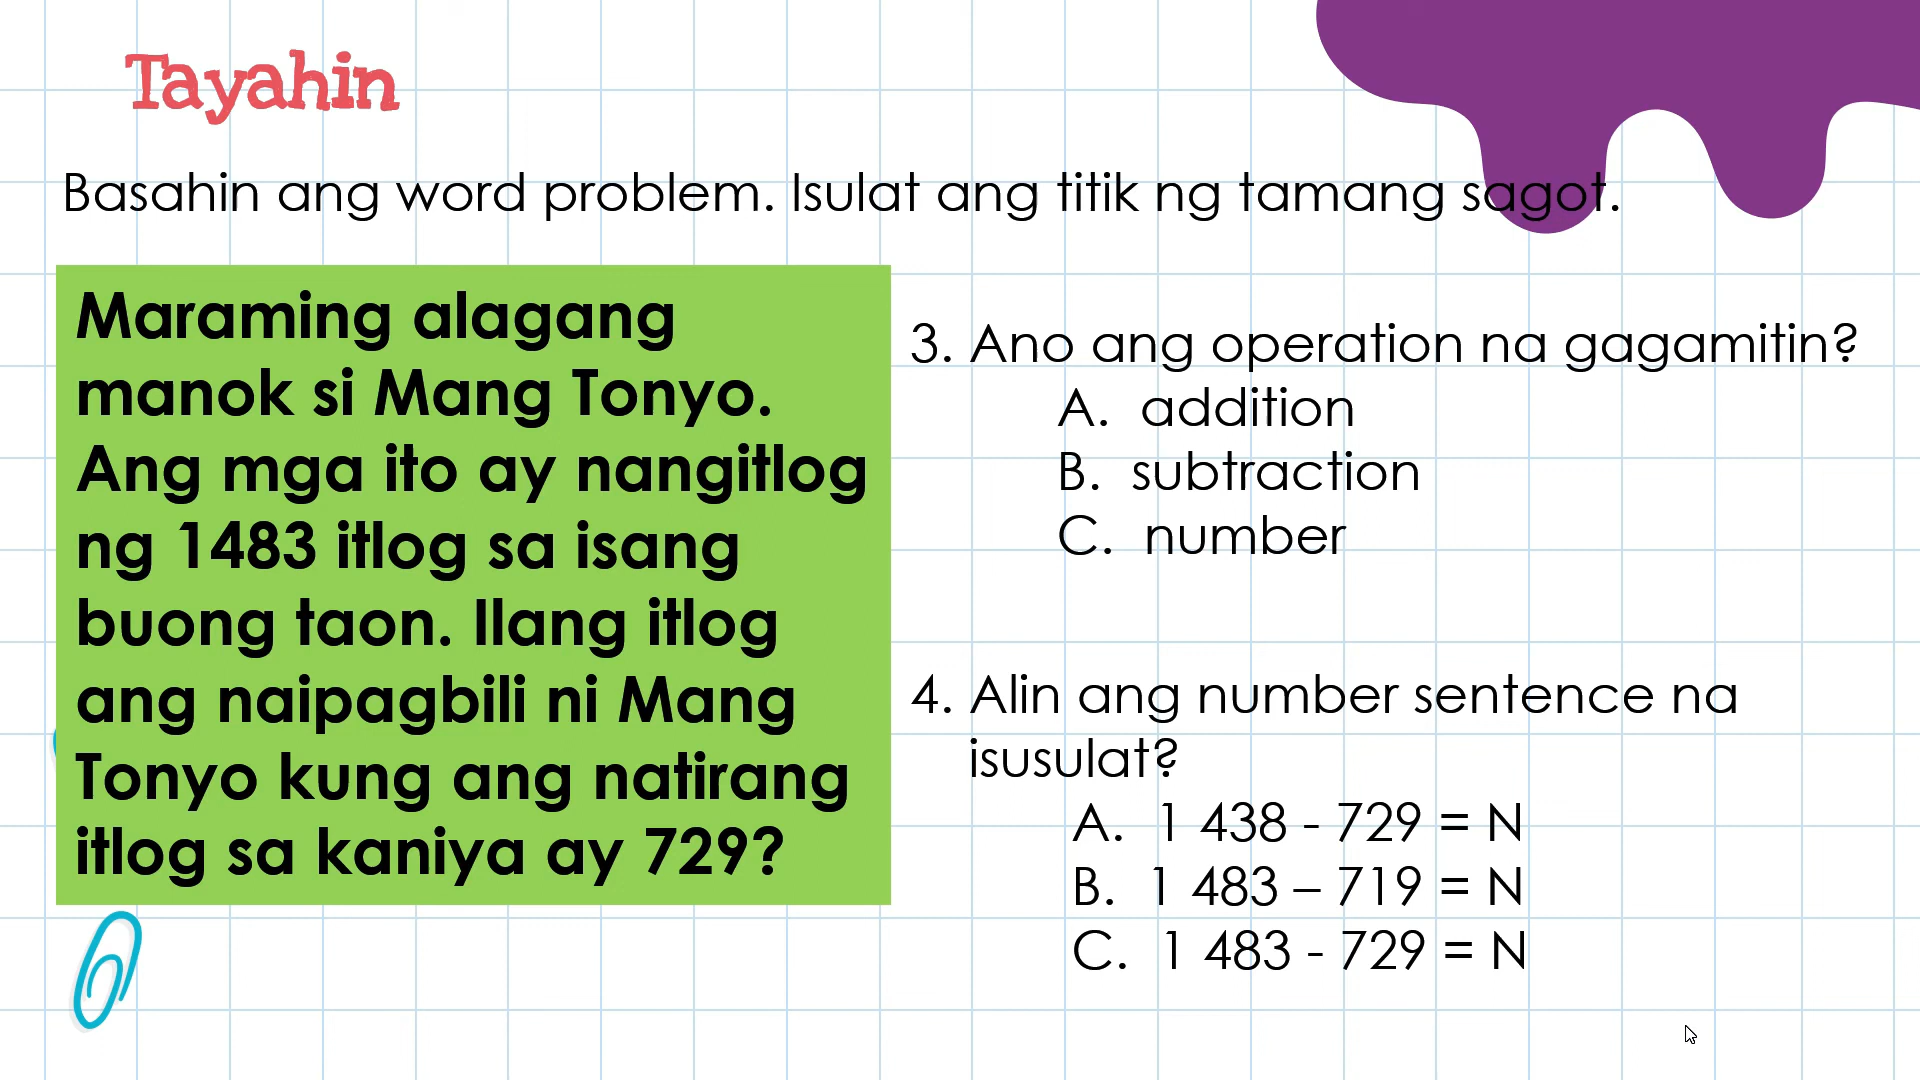 Tayahin
Basahin ang word problem. Isulat ang titik ng tamang sagot.
Maraming alagang
manok si Mang Tonyo.
Ang mga ito ay nangitlog
ng 1483 itlog sa isang
buong taon. Ilang itlog
ang naipagbili ni Mang
Tonyo kung ang natirang
itlog sa kaniya ay 729?
3. Ano ang operation na gagamitin?
A. addition
B. subtraction
C. number
4. Alin ang number sentence na
isusulat?
A. 1 438 - 729 = N
B. 1 483 – 719 = N
C. 1 483 - 729 = N